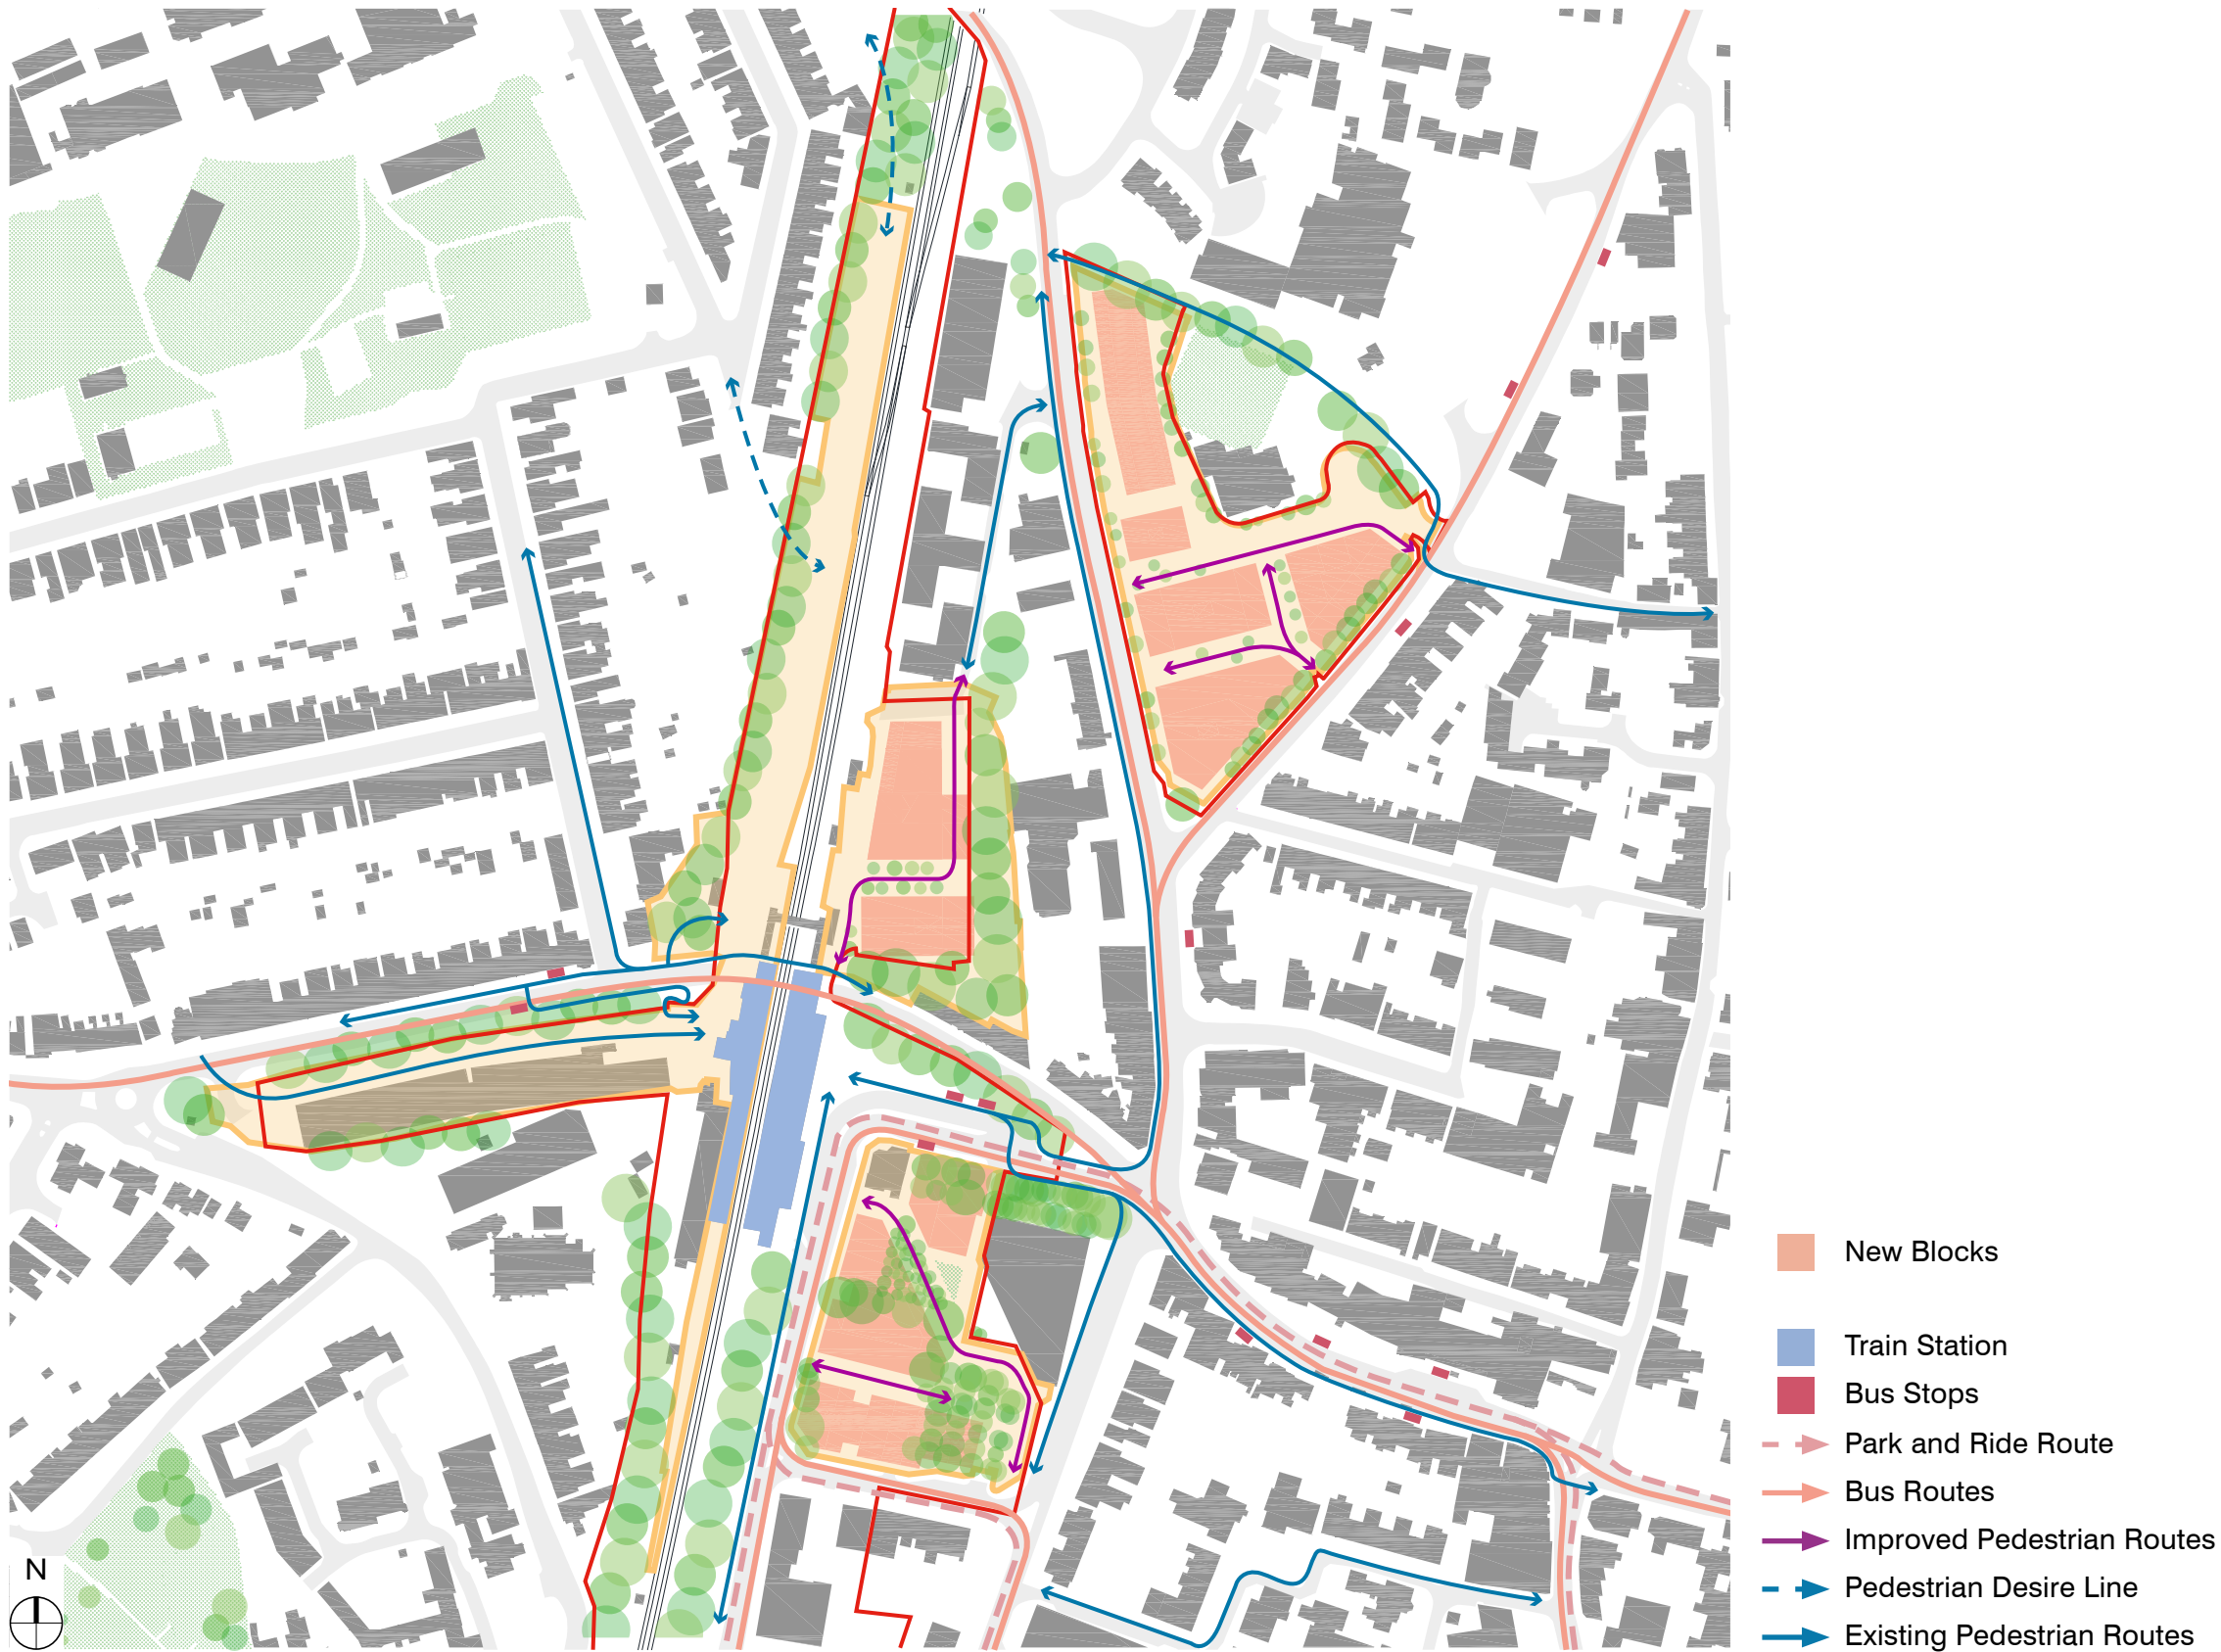 New Blocks
Train Station
Bus Stops
Park and Ride Route
Bus Routes
Improved Pedestrian Routes
Pedestrian Desire Line
Existing Pedestrian Routes
N